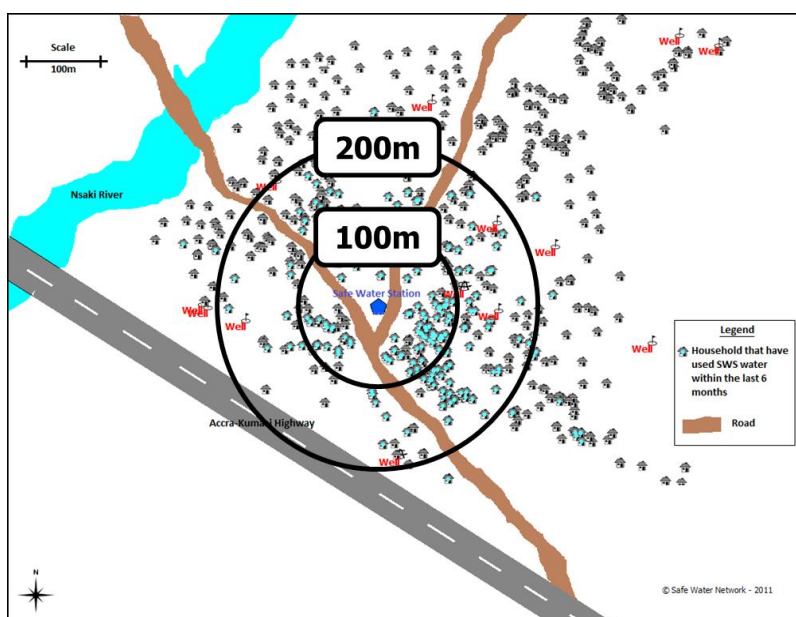 Scale
100m
Well
Well
Well
200m
Well
Nsaki River
100m
Well
Well
Safe Water Station
Well
Well
Well
Well
Well
Well
Legend
Household that have
used SWS water
within the last 6
months
Road
Accra-Kumasi Highway
Well
N
© Safe Water Network - 2011